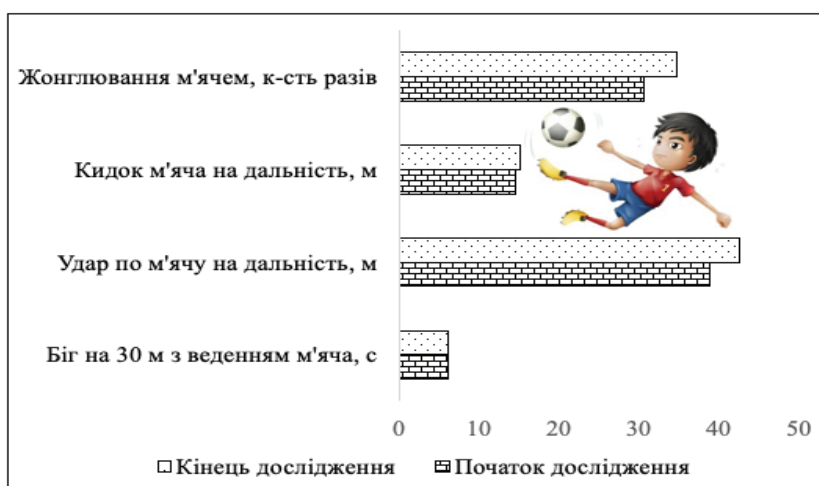 Жонглювання м'ячем, к-сть разів
Кидок м'яча на дальність, м
Удар по м'ячу на дальність, м
Біг на 30 м з веденням м'яча, с
0 10 20 30 40 50
Кінець дослідження Початок дослідження